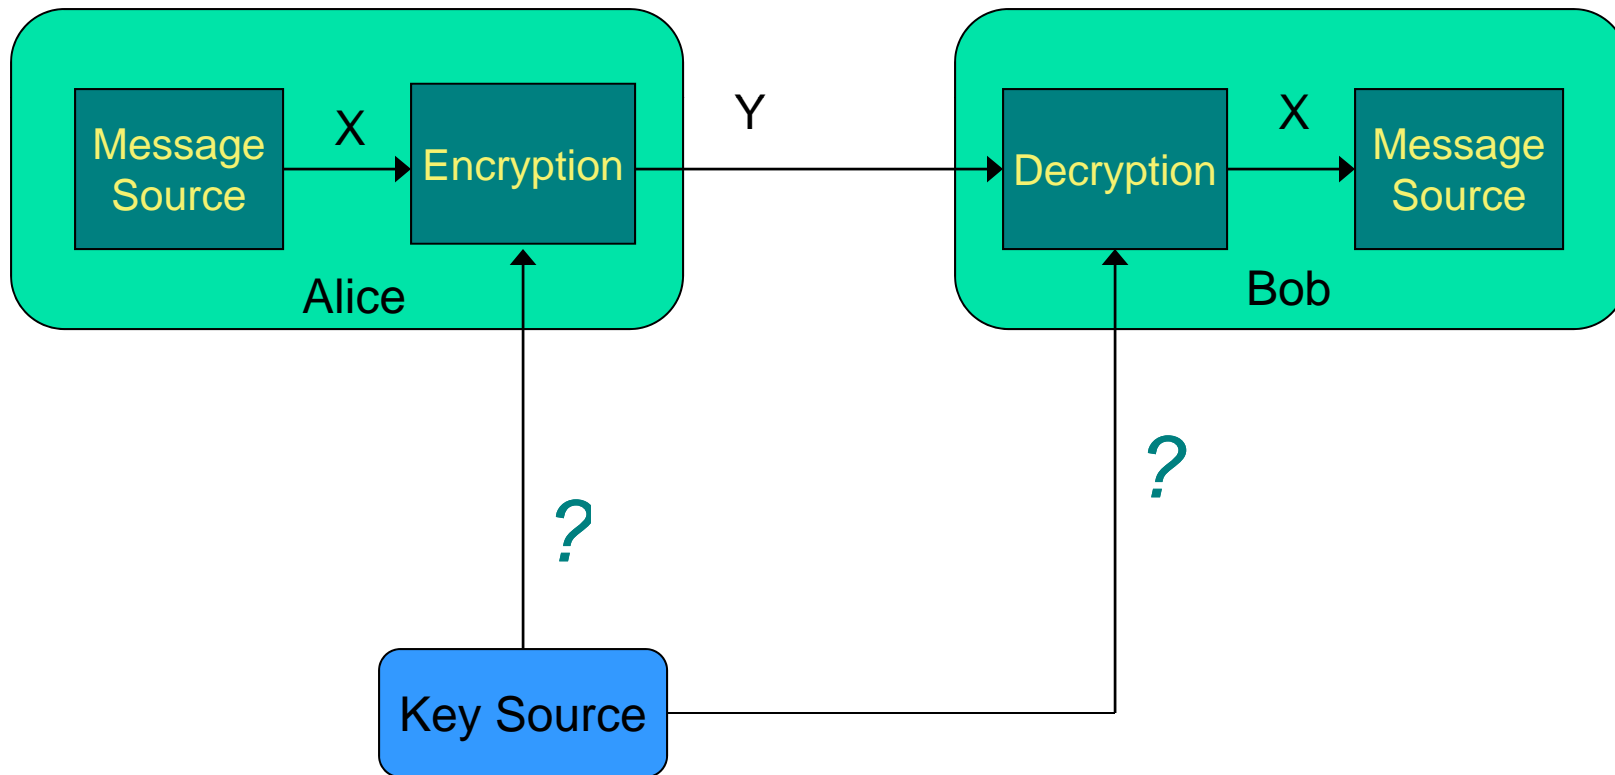 Message
Source
X
Encryption
Y
Decryption
X
Message
Source
Alice
Bob
?
?
Key Source